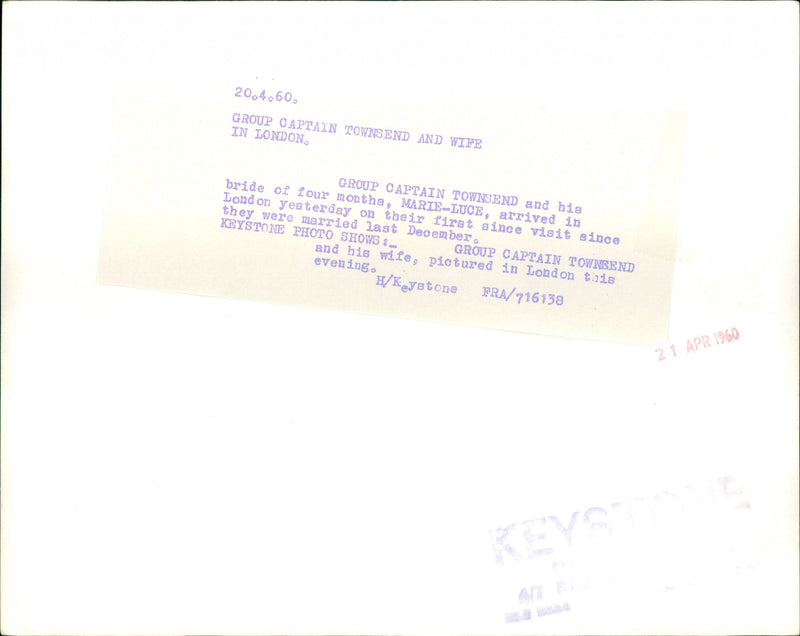 20.4.60.
GROUP CAPTAIN TOWNSEND AND WIFE
IN LONDON.
GROUP CAPTAIN TOWNSEND and his
bride of four months, MARIE-LUCE, arrived in
London yesterday on their first since visit since
they were married last December.
KEYSTONE PHOTO SHOWS:- GROUP CAPTAIN TOWNSEND
and his wife, pictured in London this
evening.
H/Keystone FRA/716138
21 APR 1960
KEYSTONE